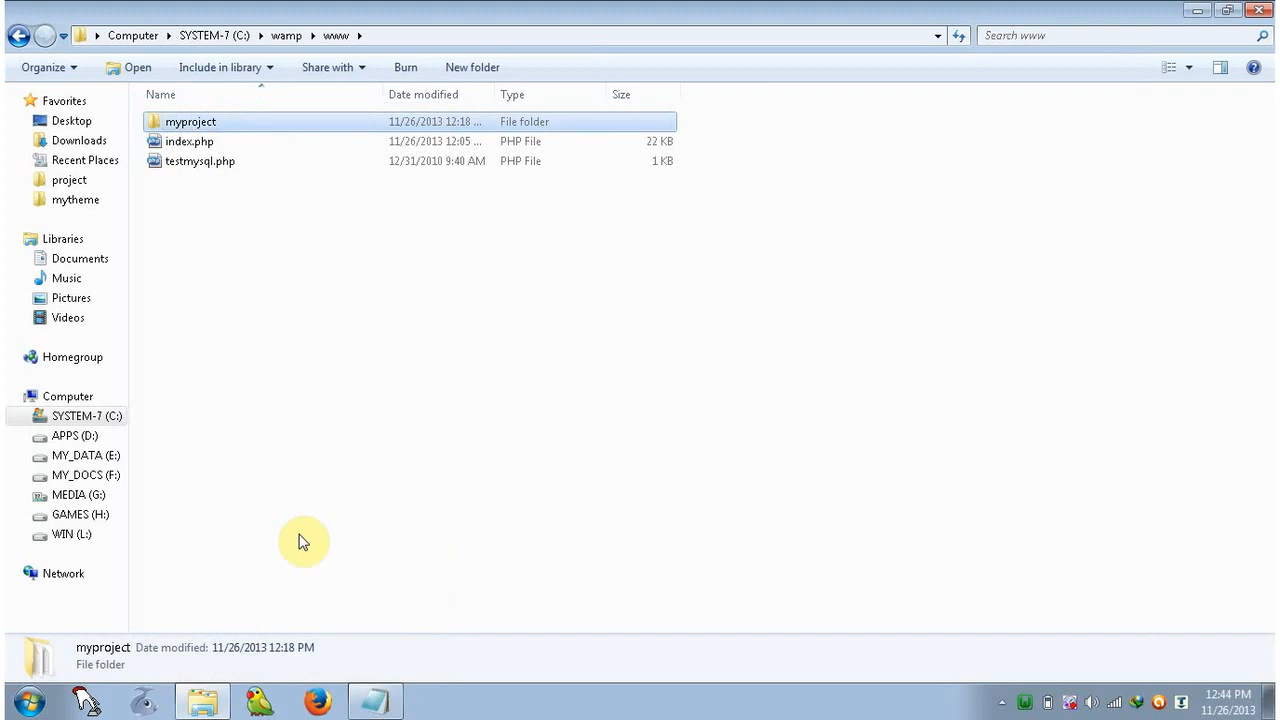 Computer SYSTEM-7 (C:) wamp www
Search www
Organize Open Include in library Share with Burn New folder
Name Date modified Type Size
myproject 11/26/2013 12:18 ... File folder
index.php 11/26/2013 12:05 ... PHP File 22 KB
testmysql.php 12/31/2010 9:40 AM PHP File 1 KB
Favorites
Desktop
Downloads
Recent Places
project
mytheme
Libraries
Documents
Music
Pictures
Videos
Homegroup
Computer
SYSTEM-7 (C:)
APPS (D:)
MY_DATA (E:)
MY_DOCS (F:)
MEDIA (G:)
GAMES (H:)
WIN (L:)
Network
myproject Date modified: 11/26/2013 12:18 PM
File folder
12:44 PM
11/26/2013